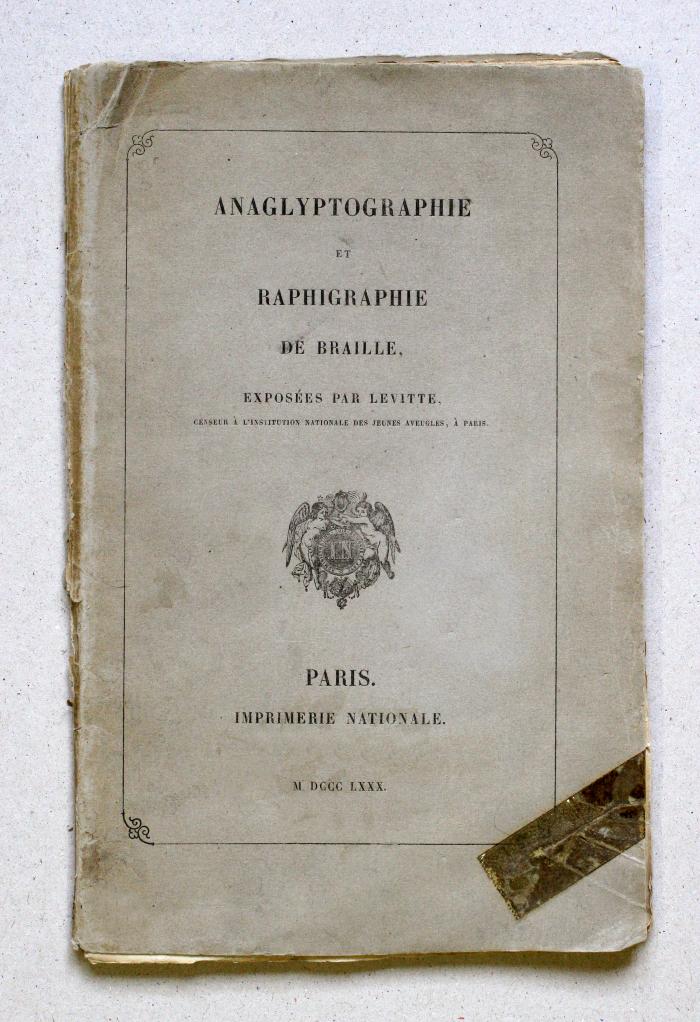 ANAGLYPTOGRAPHIE
ET
RAPHIGRAPHIE
DE BRAILLE,
EXPOSÉES PAR LEVITTE,
CENSEUR À L'INSTITUTION NATIONALE DES JEUNES AVEUGLES, À PARIS.
IN
PARIS.
IMPRIMERIE NATIONALE.
M DCCC LXXX.